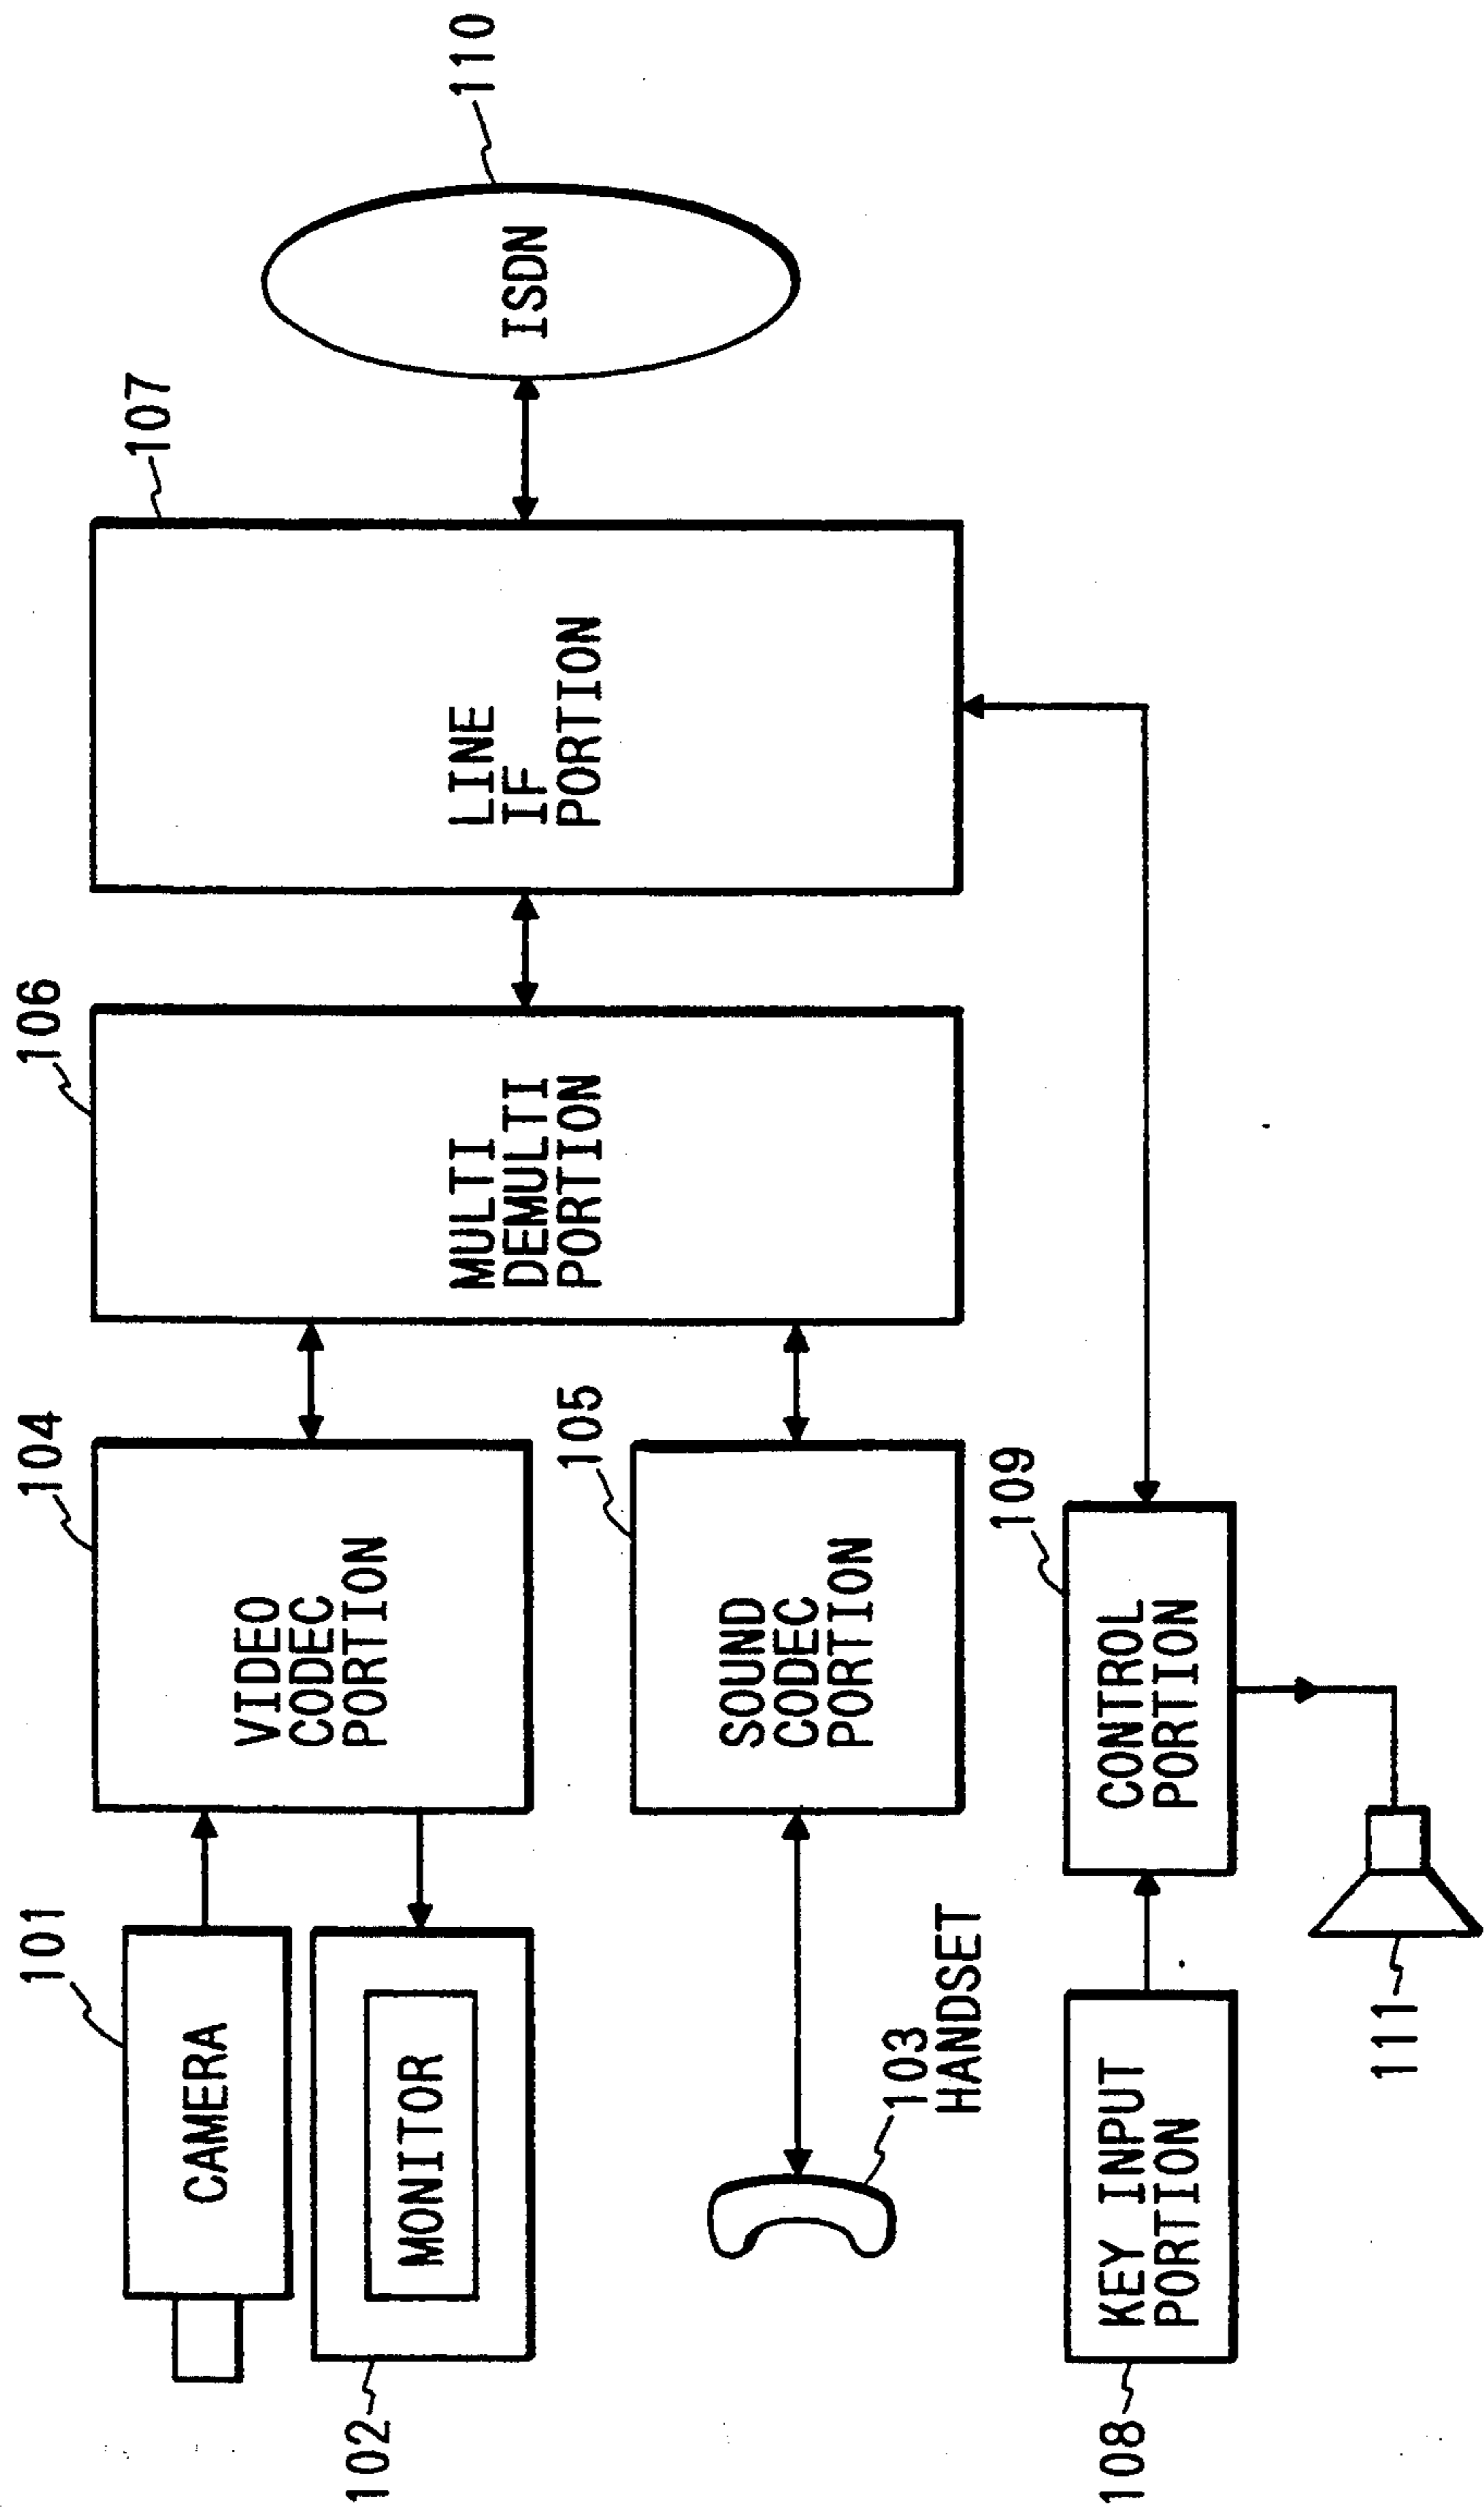 101
CAMERA
102
MONITOR
103
HANDSET
104
VIDEO
CODEC
PORTION
105
SOUND
CODEC
PORTION
106
MULTI
DEMULTI
PORTION
107
LINE
IF
PORTION
110
ISDN
108
KEY INPUT
PORTION
109
CONTROL
PORTION
111